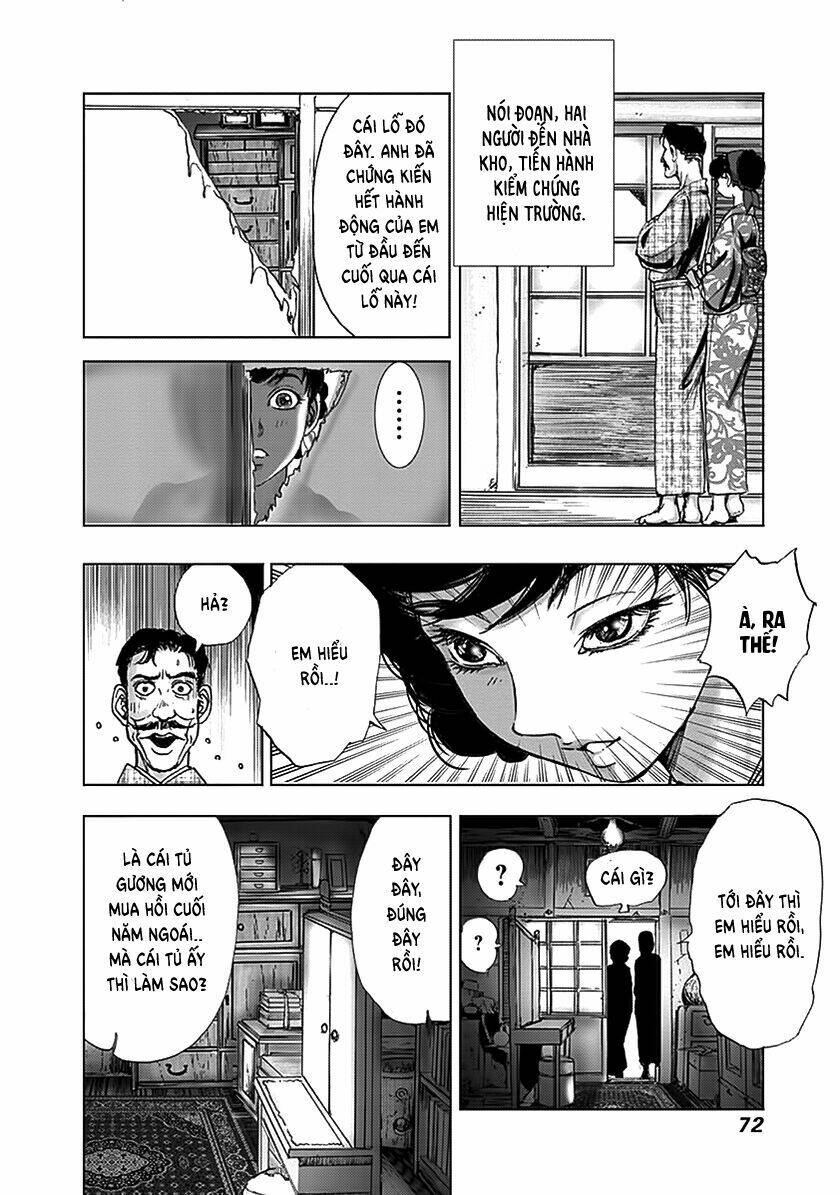 NÓI ĐOẠN, HAI
NGƯỜI ĐẾN NHÀ
KHO, TIẾN HÀNH
KIỂM CHỨNG
HIỆN TRƯỜNG.
CÁI LỖ ĐÓ
ĐÂY. ANH ĐÃ
CHỨNG KIẾN
HẾT HÀNH
ĐỘNG CỦA EM
TỪ ĐẦU ĐẾN
CUỐI QUA CÁI
LỖ NÀY!
......
À, RA
THẾ!
EM HIỂU
RỒI..!
HẢ?
TỚI ĐÂY THÌ
EM HIỂU RỒI,
EM HIỂU RỒI.
CÁI GÌ?
?
?
ĐÂY
ĐÂY,
ĐÚNG
ĐÂY
RỒI!
LÀ CÁI TỦ
GƯƠNG MỚI
MUA HỒI CUỐI
NĂM NGOÁI..
MÀ CÁI TỦ ẤY
THÌ LÀM SAO?
72